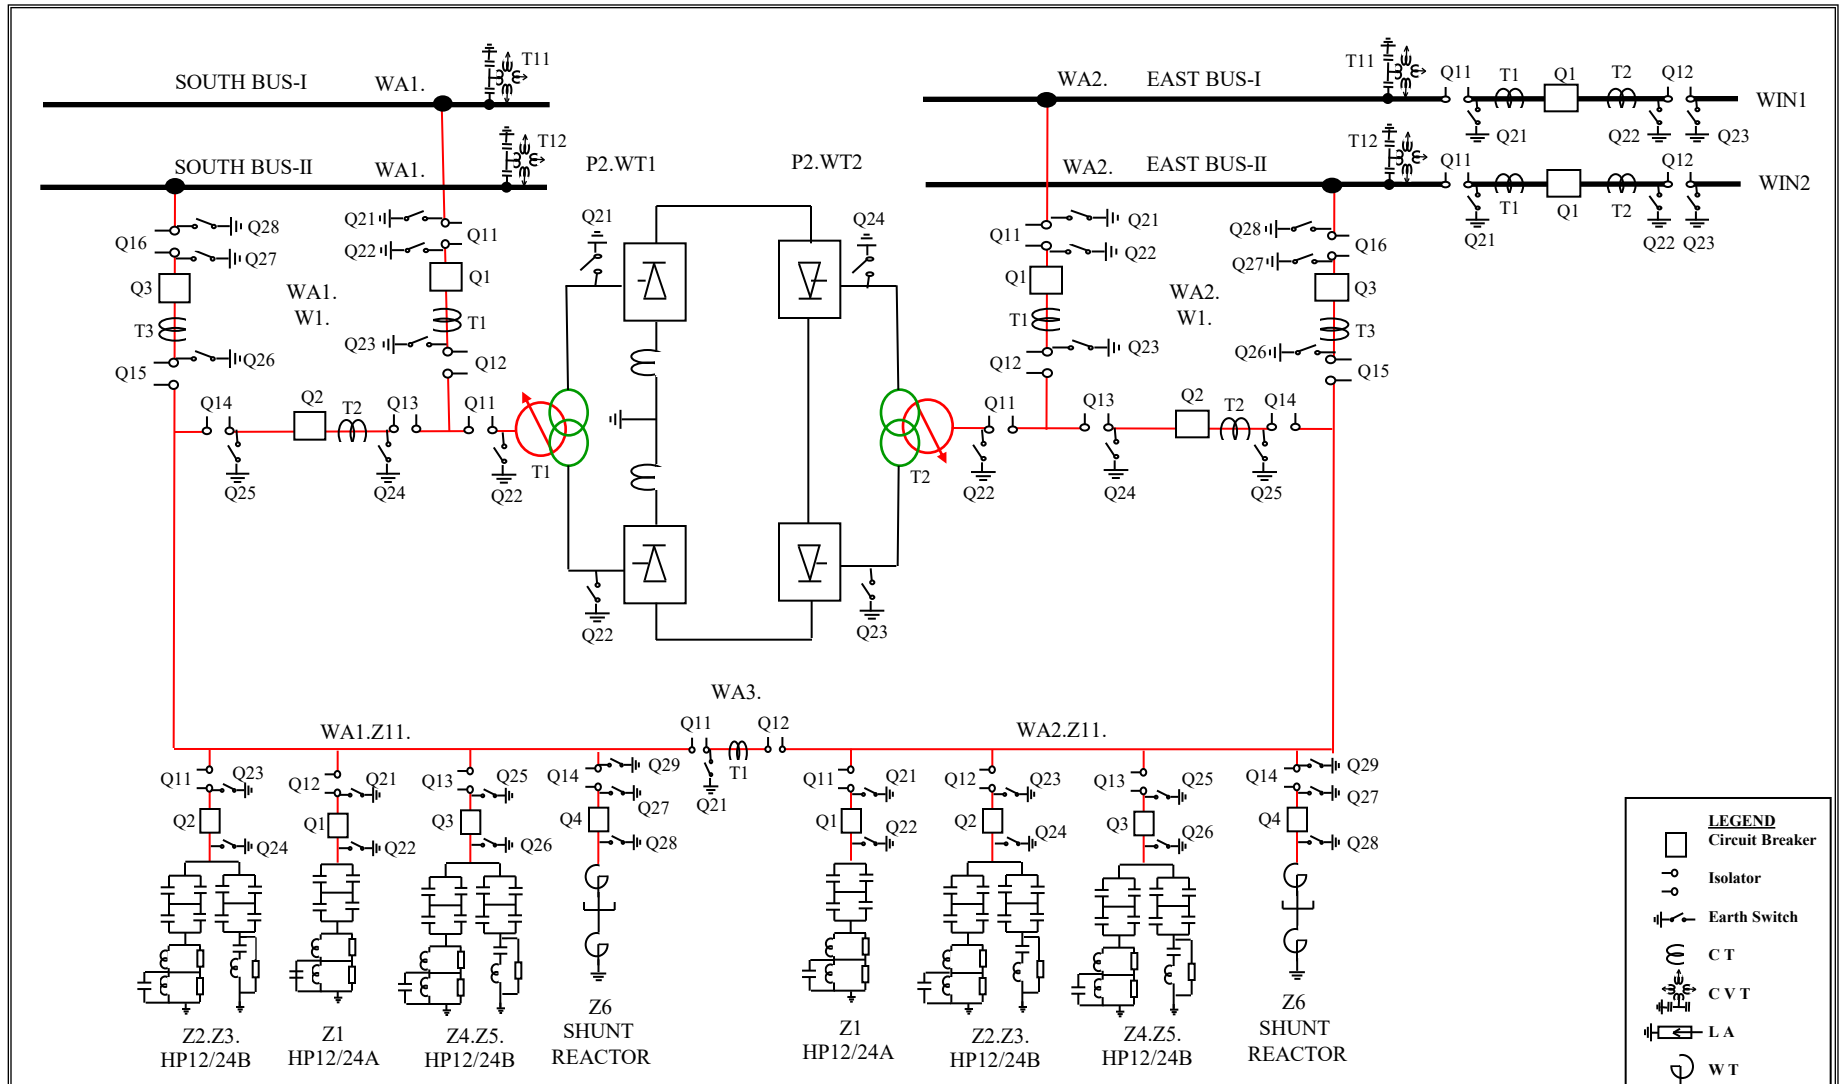 SOUTH BUS-I
WA1.
T11
WA2.
EAST BUS-I
T11
Q11
T1
Q1
T2
Q12
WIN1
Q21
Q22
Q23
SOUTH BUS-II
WA1.
T12
P2.WT1
P2.WT2
WA2.
EAST BUS-II
T12
Q11
Q12
WIN2
T1
Q1
T2
Q21
Q22
Q23
Q28
Q16
Q27
Q3
T3
Q26
Q15
WA1.
W1.
Q21
Q11
Q22
Q1
T1
Q23
Q12
Q21
Q24
Q21
Q11
Q22
Q1
T1
Q23
Q12
WA2.
W1.
Q28
Q16
Q27
Q3
T3
Q26
Q15
Q14
Q2
T2
Q13
Q11
Q25
Q24
Q22
T1
T2
Q11
Q13
Q2
T2
Q14
Q22
Q24
Q25
Q22
Q23
WA3.
WA1.Z11.
Q11
Q12
T1
Q21
WA2.Z11.
Q11
Q23
Q2
Q24
Q12
Q21
Q1
Q22
Q13
Q25
Q3
Q26
Q14
Q29
Q27
Q4
Q28
Q11
Q21
Q1
Q22
Q12
Q23
Q2
Q24
Q13
Q25
Q3
Q26
Q14
Q29
Q27
Q4
Q28
Z2.Z3.
HP12/24B
Z1
HP12/24A
Z4.Z5.
HP12/24B
Z6
SHUNT
REACTOR
Z1
HP12/24A
Z2.Z3.
HP12/24B
Z4.Z5.
HP12/24B
Z6
SHUNT
REACTOR
LEGEND
Circuit Breaker
Isolator
Earth Switch
C T
C V T
L A
W T